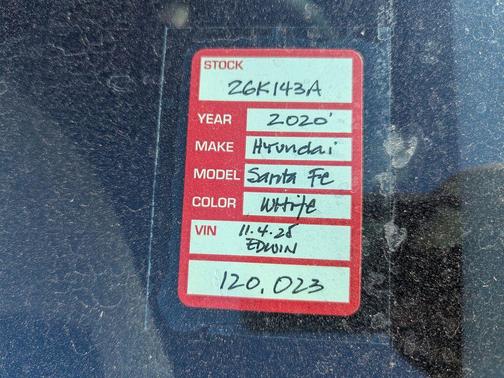 STOCK
26K143A
YEAR 2020'
MAKE Hyundai
MODEL Santa Fe
COLOR WHite
VIN 11.4.25
EDWIN
120,023